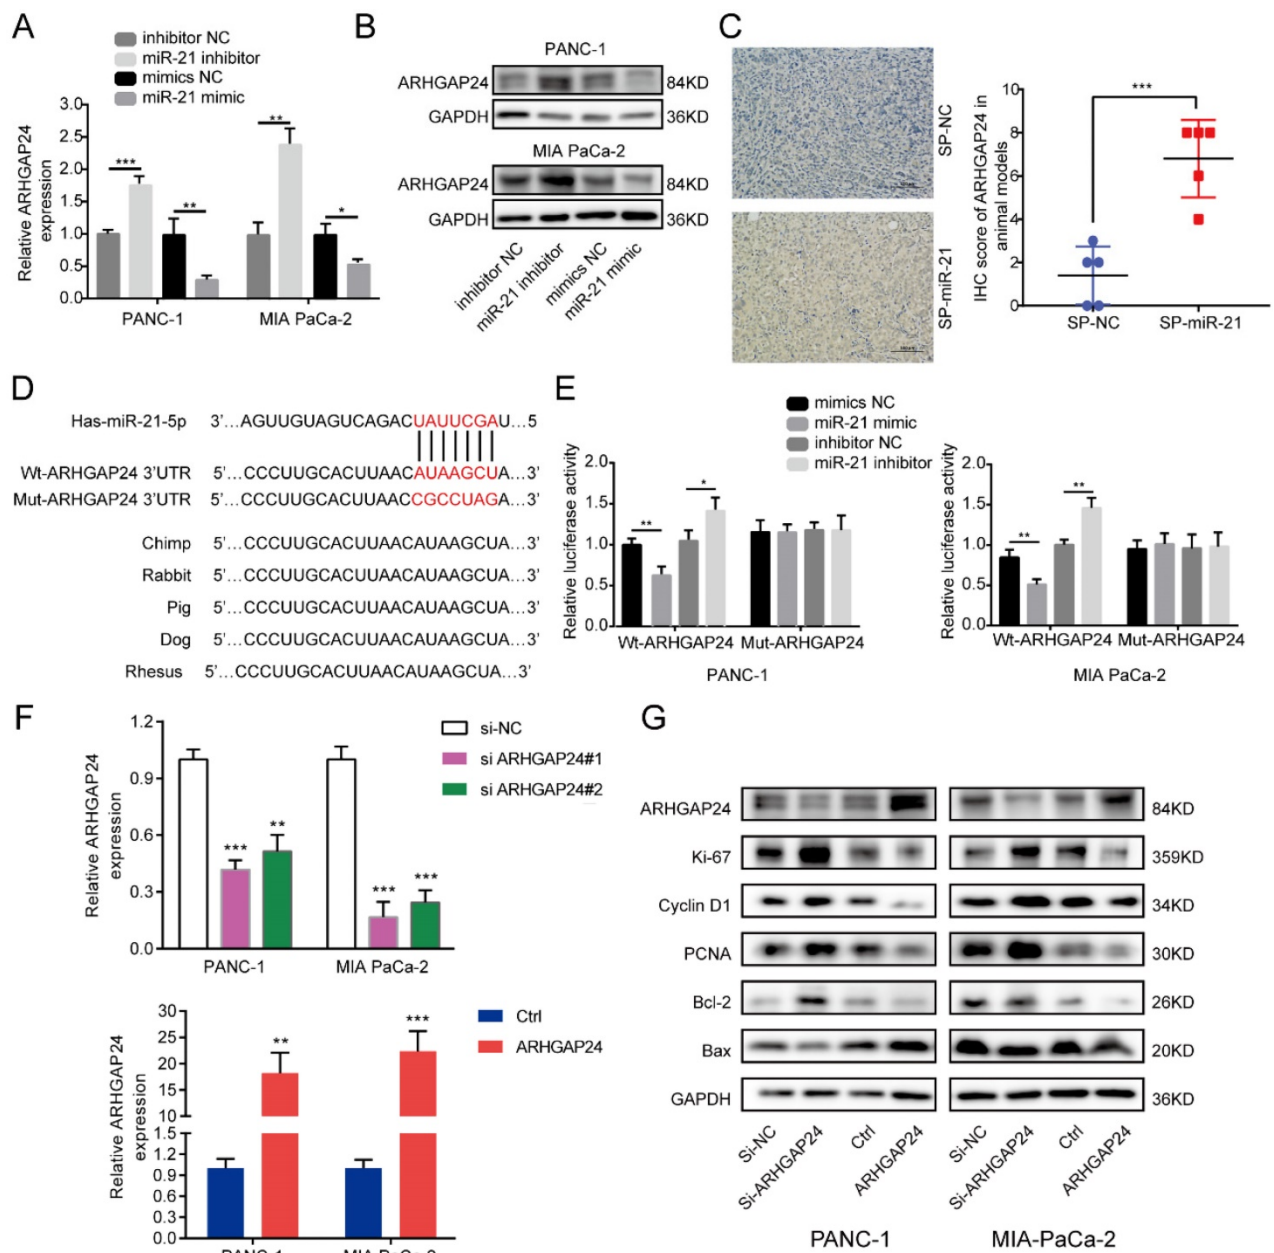 A
inhibitor NC
miR-21 inhibitor
mimics NC
miR-21 mimic
Relative ARHGAP24
expression
3.0
2.5
2.0
1.5
1.0
0.5
0.0
***
**
**
*
PANC-1
MIA PaCa-2
B
PANC-1
ARHGAP24
84KD
GAPDH
36KD
MIA PaCa-2
ARHGAP24
84KD
GAPDH
36KD
inhibitor NC
miR-21 inhibitor
mimics NC
miR-21 mimic
C
SP-NC
SP-miR-21
IHC score of ARHGAP24 in
animal models
10
8
6
4
2
0
***
SP-NC
SP-miR-21
D
Has-miR-21-5p 3'...AGUUGUAGUCAGACUAUUCGAU...5
Wt-ARHGAP24 3'UTR 5'...CCCUUGCACUUAACAUAAGCUA...3'
Mut-ARHGAP24 3'UTR 5'...CCCUUGCACUUAACCGCCUAGA...3'
Chimp 5'...CCCUUGCACUUAACAUAAGCUA...3'
Rabbit 5'...CCCUUGCACUUAACAUAAGCUA...3'
Pig 5'...CCCUUGCACUUAACAUAAGCUA...3'
Dog 5'...CCCUUGCACUUAACAUAAGCUA...3'
Rhesus 5'...CCCUUGCACUUAACAUAAGCUA...3'
E
mimics NC
miR-21 mimic
inhibitor NC
miR-21 inhibitor
Relative luciferase activity
2.0
1.5
1.0
0.5
0.0
**
*
Wt-ARHGAP24
Mut-ARHGAP24
PANC-1
Relative luciferase activity
2.0
1.5
1.0
0.5
0.0
**
**
Wt-ARHGAP24
Mut-ARHGAP24
MIA PaCa-2
F
si-NC
si ARHGAP24#1
si ARHGAP24#2
Relative ARHGAP24
expression
1.2
0.9
0.6
0.3
0.0
***
**
***
***
PANC-1
MIA PaCa-2
Ctrl
ARHGAP24
Relative ARHGAP24
expression
30
25
20
15
10
1.5
1.2
0.9
0.6
0.3
0.0
**
***
PANC-1
MIA PaCa-2
G
ARHGAP24
84KD
Ki-67
359KD
Cyclin D1
34KD
PCNA
30KD
Bcl-2
26KD
Bax
20KD
GAPDH
36KD
Si-NC
Si-ARHGAP24
Ctrl
ARHGAP24
Si-NC
Si-ARHGAP24
Ctrl
ARHGAP24
PANC-1
MIA-PaCa-2